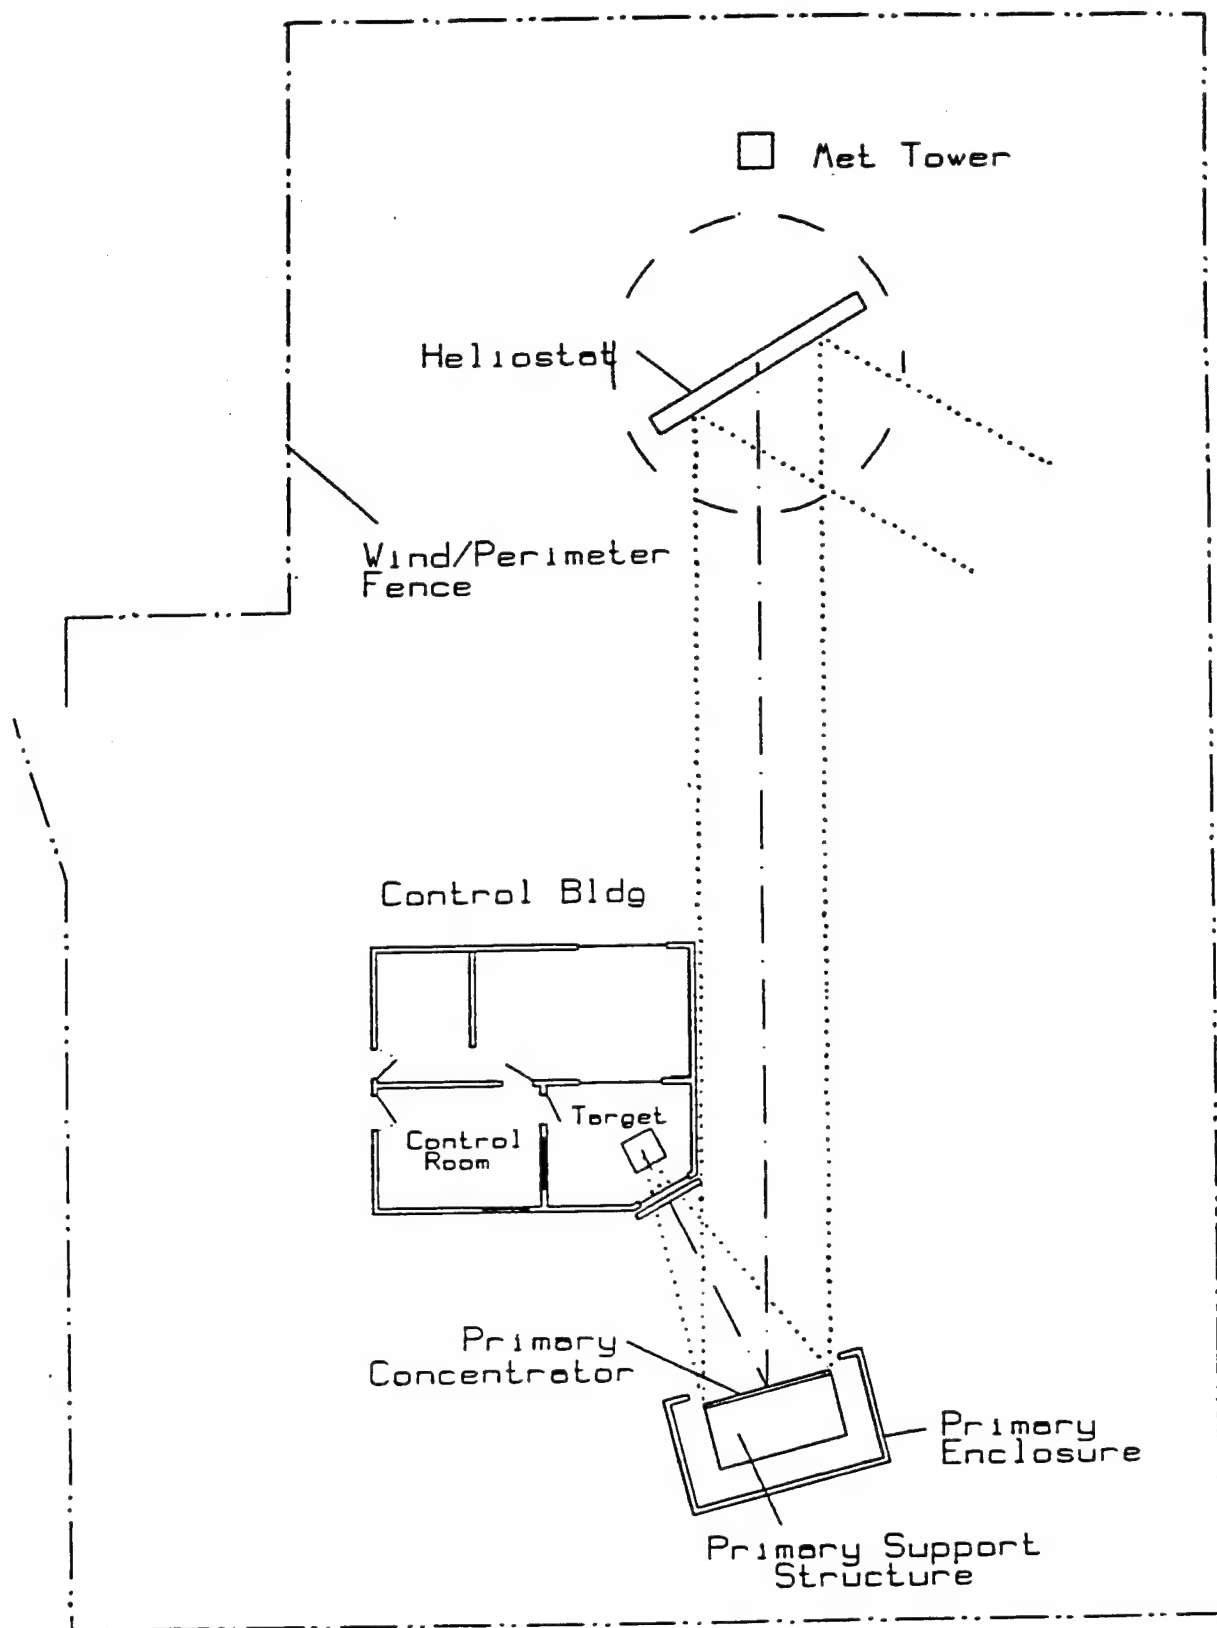 Met Tower
Heliostat
Wind/Perimeter
Fence
Control Bldg
Target
Control
Room
Primary
Concentrator
Primary
Enclosure
Primary Support
Structure